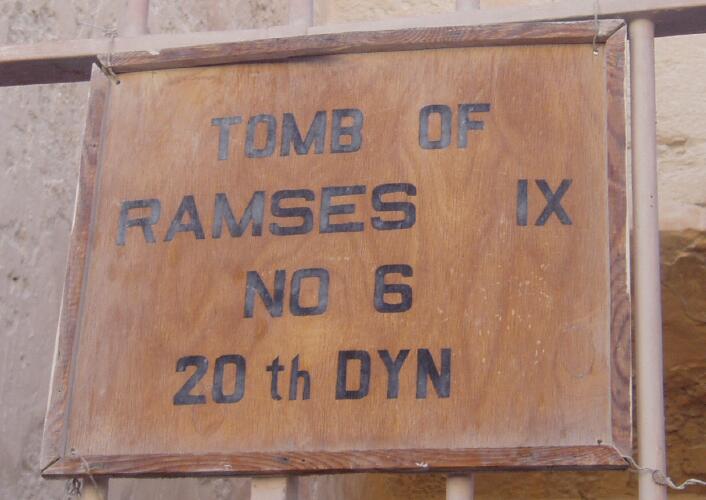 TOMB OF
RAMSES IX
NO 6
20 th DYN